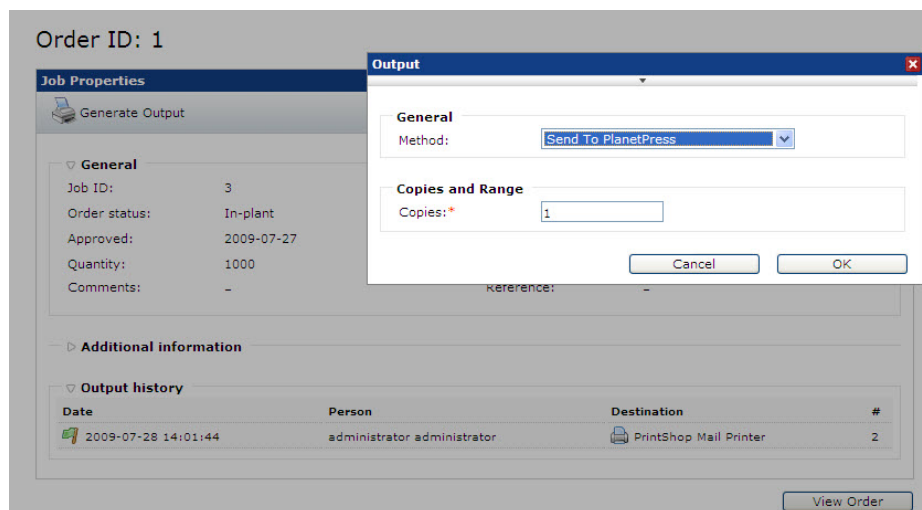 Order ID: 1
Job Properties
Generate Output
General
Job ID: 3
Order status: In-plant
Approved: 2009-07-27
Quantity: 1000
Comments: – Reference: –
Output
General
Method: Send To PlanetPress
Copies and Range
Copies:* 1
Cancel OK
Additional information
Output history
Date Person Destination #
2009-07-28 14:01:44 administrator administrator PrintShop Mail Printer 2
View Order